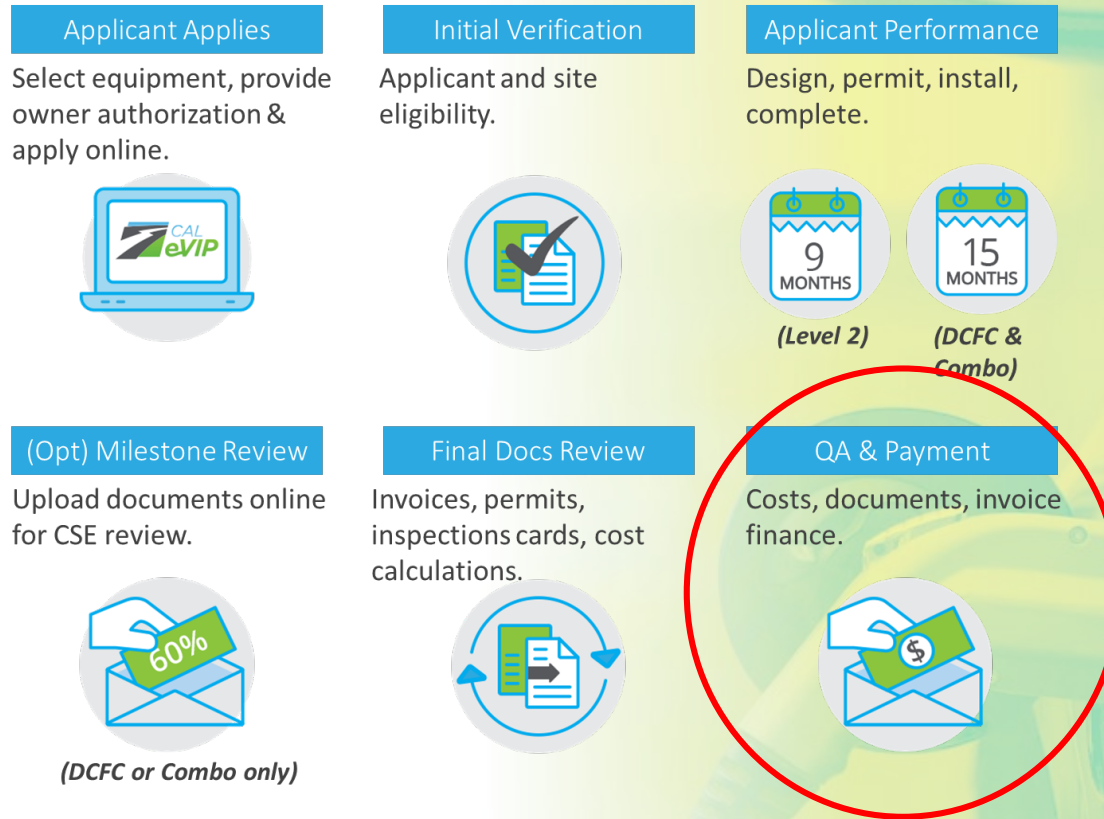 Applicant Applies
Select equipment, provide
owner authorization &
apply online.
CAL
eVIP
Initial Verification
Applicant and site
eligibility.
Applicant Performance
Design, permit, install,
complete.
9
MONTHS
(Level 2)
15
MONTHS
(DCFC &
Combo)
(Opt) Milestone Review
Upload documents online
for CSE review.
60%
(DCFC or Combo only)
Final Docs Review
Invoices, permits,
inspections cards, cost
calculations.
QA & Payment
Costs, documents, invoice
finance.
$